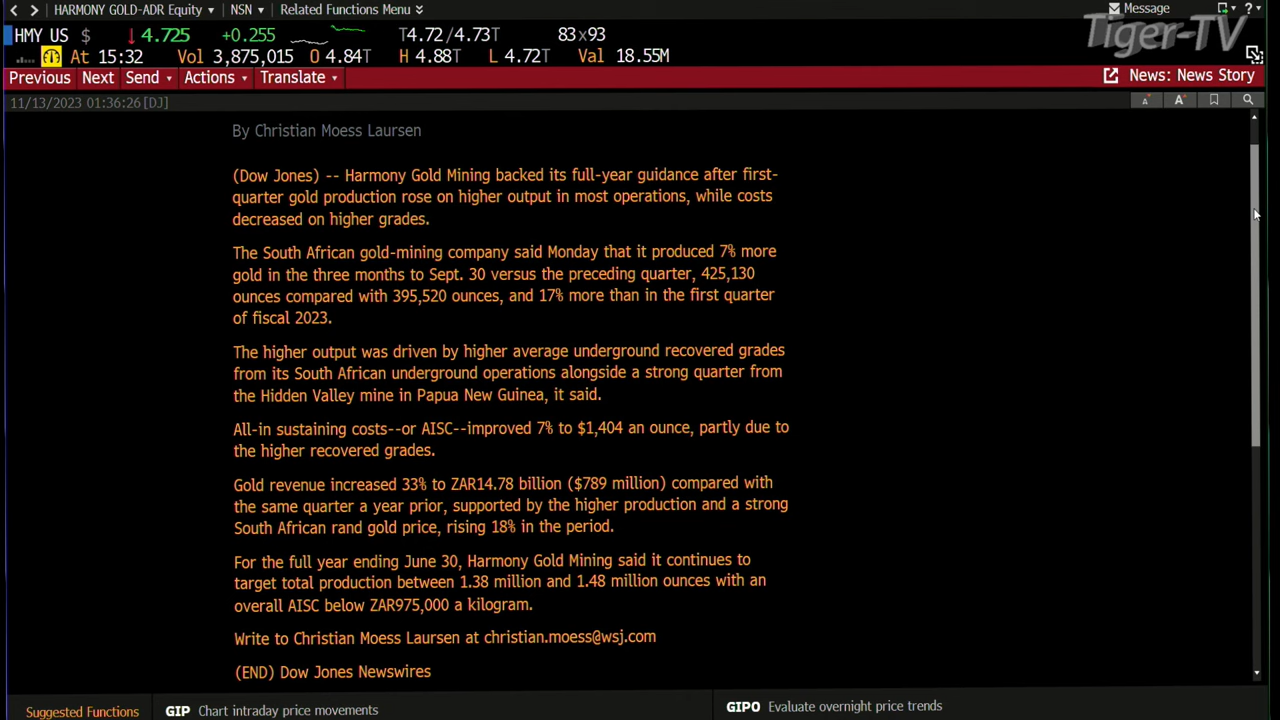 HARMONY GOLD-ADR Equity NSN Related Functions Menu Message ?
Tiger-TV
HMY US $ ↓ 4.725 +0.255 T4.72/4.73T 83x93
At 15:32 Vol 3,875,015 O 4.84T H 4.88T L 4.72T Val 18.55M
Previous Next Send Actions Translate News: News Story
11/13/2023 01:36:26[DJ] A A
By Christian Moess Laursen
(Dow Jones) -- Harmony Gold Mining backed its full-year guidance after first-
quarter gold production rose on higher output in most operations, while costs
decreased on higher grades.
The South African gold-mining company said Monday that it produced 7% more
gold in the three months to Sept. 30 versus the preceding quarter, 425,130
ounces compared with 395,520 ounces, and 17% more than in the first quarter
of fiscal 2023.
The higher output was driven by higher average underground recovered grades
from its South African underground operations alongside a strong quarter from
the Hidden Valley mine in Papua New Guinea, it said.
All-in sustaining costs--or AISC--improved 7% to $1,404 an ounce, partly due to
the higher recovered grades.
Gold revenue increased 33% to ZAR14.78 billion ($789 million) compared with
the same quarter a year prior, supported by the higher production and a strong
South African rand gold price, rising 18% in the period.
For the full year ending June 30, Harmony Gold Mining said it continues to
target total production between 1.38 million and 1.48 million ounces with an
overall AISC below ZAR975,000 a kilogram.
Write to Christian Moess Laursen at christian.moess@wsj.com
(END) Dow Jones Newswires
Suggested Functions GIP Chart intraday price movements GIPO Evaluate overnight price trends